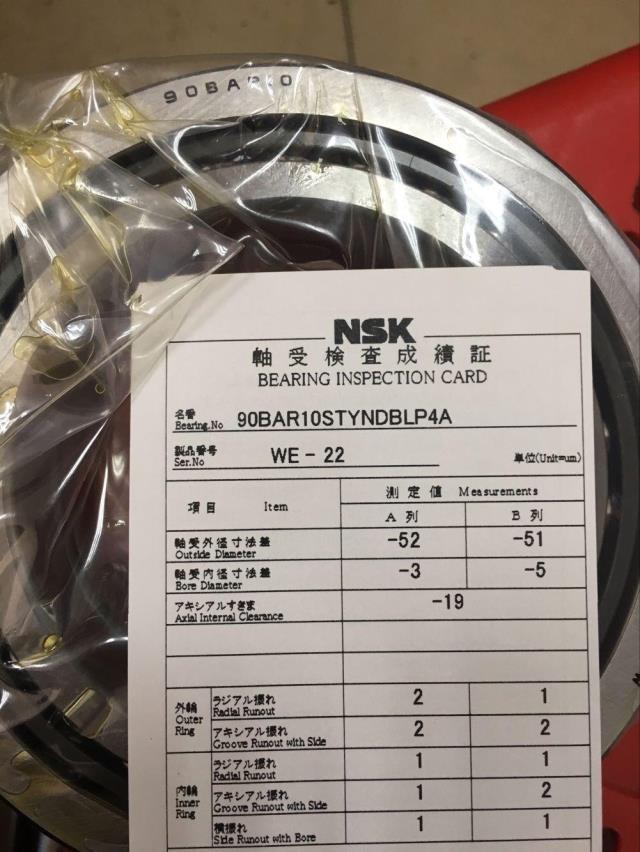 90BAR10
NSK
軸受検査成績証
BEARING INSPECTION CARD
名番
Bearing.No 90BAR10STYNDBLP4A
製品番号
Ser.No WE - 22 単位(Unit=um)
項目 Item 測定値 Measurements
A 列 B 列
軸受外径寸法差
Outside Diameter -52 -51
軸受内径寸法差
Bore Diameter -3 -5
アキシアルすきま
Axial Internal Clearance -19
外輪
Outer
Ring
ラジアル振れ
Radial Runout 2 1
アキシアル振れ
Groove Runout with Side 2 2
内輪
Inner
Ring
ラジアル振れ
Radial Runout 1 1
アキシアル振れ
Groove Runout with Side 1 2
横振れ
Side Runout with Bore 1 1